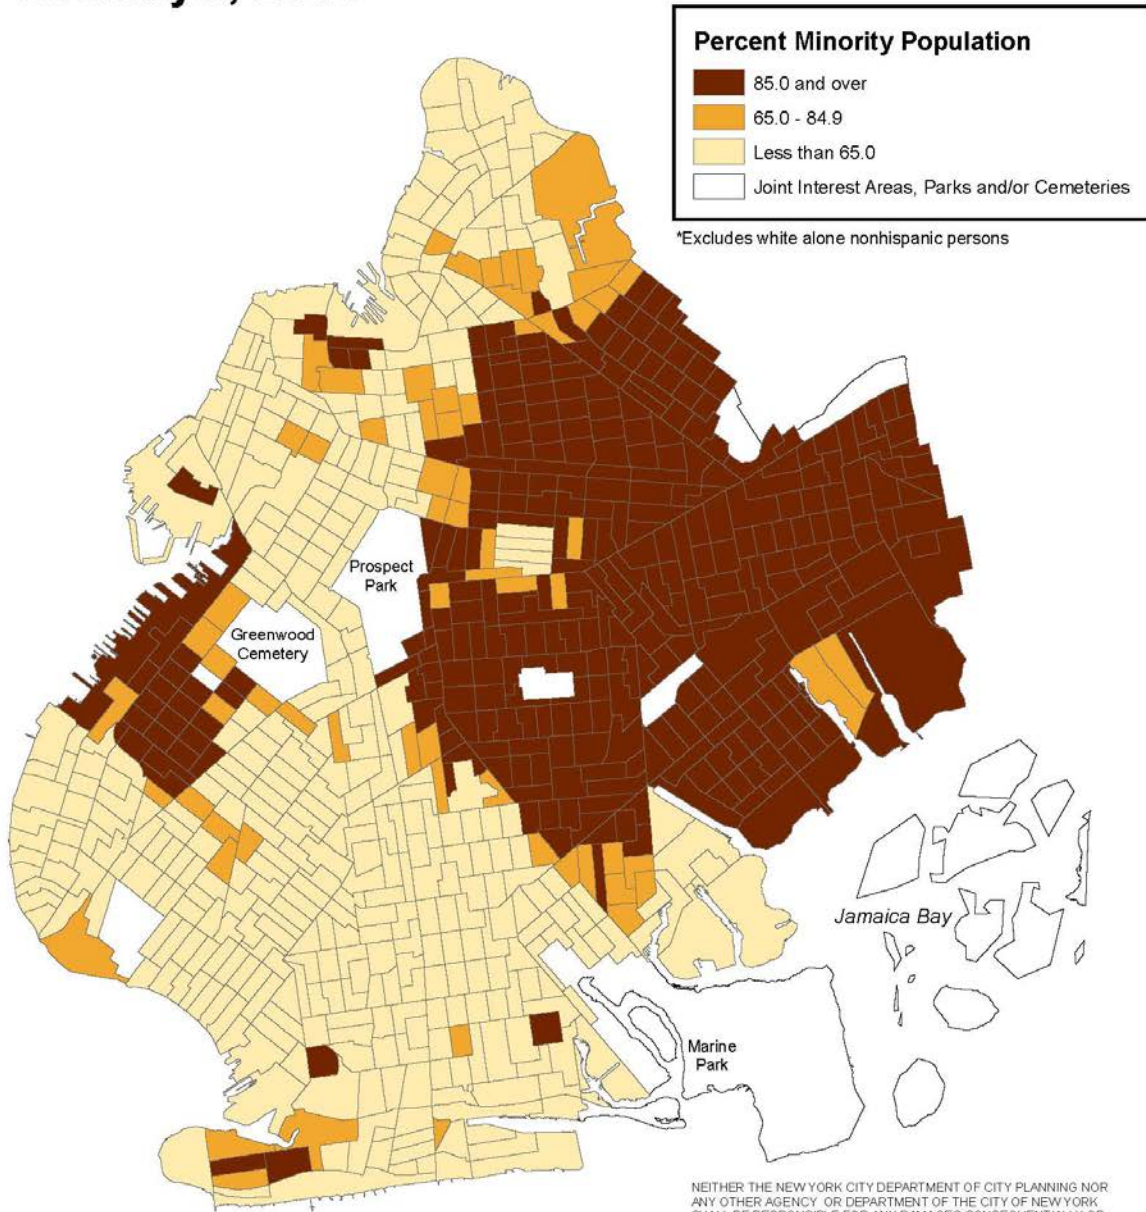 Percent Minority Population
85.0 and over
65.0 - 84.9
Less than 65.0
Joint Interest Areas, Parks and/or Cemeteries
*Excludes white alone nonhispanic persons
Prospect
Park
Greenwood
Cemetery
Jamaica Bay
Marine
Park
NEITHER THE NEW YORK CITY DEPARTMENT OF CITY PLANNING NOR
ANY OTHER AGENCY OR DEPARTMENT OF THE CITY OF NEW YORK